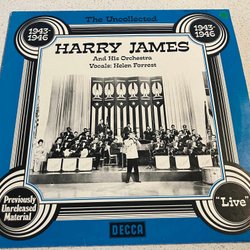 The Uncollected
1943-
1946
1943-
1946
HARRY JAMES
And His Orchestra
Vocals: Helen Forrest
Previously
Unreleased
Material
"Live"
DECCA